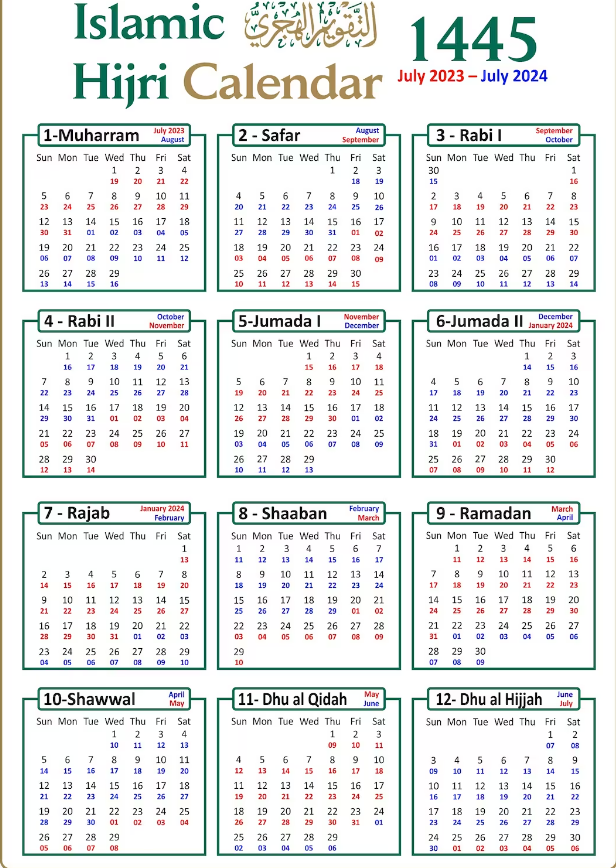 Islamic التقويم الهجري 1445
Hijri Calendar July 2023 – July 2024
1-Muharram July 2023
August
Sun Mon Tue Wed Thu Fri Sat
1 2 3 4
19 20 21 22
5 6 7 8 9 10 11
23 24 25 26 27 28 29
12 13 14 15 16 17 18
30 31 01 02 03 04 05
19 20 21 22 23 24 25
06 07 08 09 10 11 12
26 27 28 29
13 14 15 16
2 - Safar August
September
Sun Mon Tue Wed Thu Fri Sat
1 2 3
18 19
4 5 6 7 8 9 10
20 21 22 23 24 25 26
11 12 13 14 15 16 17
27 28 29 30 31 01 02
18 19 20 21 22 23 24
03 04 05 06 07 08 09
25 26 27 28 29 30
10 11 12 13 14 15
3 - Rabi I September
October
Sun Mon Tue Wed Thu Fri Sat
30 1
15 16
2 3 4 5 6 7 8
17 18 19 20 21 22 23
9 10 11 12 13 14 15
24 25 26 27 28 29 30
16 17 18 19 20 21 22
01 02 03 04 05 06 07
23 24 25 26 27 28 29
08 09 10 11 12 13 14
4 - Rabi II October
November
Sun Mon Tue Wed Thu Fri Sat
1 2 3 4 5 6
16 17 18 19 20 21
7 8 9 10 11 12 13
22 23 24 25 26 27 28
14 15 16 17 18 19 20
29 30 31 01 02 03 04
21 22 23 24 25 26 27
05 06 07 08 09 10 11
28 29 30
12 13 14
5-Jumada I November
December
Sun Mon Tue Wed Thu Fri Sat
1 2 3 4
15 16 17 18
5 6 7 8 9 10 11
19 20 21 22 23 24 25
12 13 14 15 16 17 18
26 27 28 29 30 01 02
19 20 21 22 23 24 25
03 04 05 06 07 08 09
26 27 28 29
10 11 12 13
6-Jumada II December
January 2024
Sun Mon Tue Wed Thu Fri Sat
1 2 3
14 15 16
4 5 6 7 8 9 10
17 18 19 20 21 22 23
11 12 13 14 15 16 17
24 25 26 27 28 29 30
18 19 20 21 22 23 24
31 01 02 03 04 05 06
25 26 27 28 29 30
07 08 09 10 11 12
7 - Rajab January 2024
February
Sun Mon Tue Wed Thu Fri Sat
1
13
2 3 4 5 6 7 8
14 15 16 17 18 19 20
9 10 11 12 13 14 15
21 22 23 24 25 26 27
16 17 18 19 20 21 22
28 29 30 31 01 02 03
23 24 25 26 27 28 29
04 05 06 07 08 09 10
8 - Shaaban February
March
Sun Mon Tue Wed Thu Fri Sat
1 2 3 4 5 6 7
11 12 13 14 15 16 17
8 9 10 11 12 13 14
18 19 20 21 22 23 24
15 16 17 18 19 20 21
25 26 27 28 29 01 02
22 23 24 25 26 27 28
03 04 05 06 07 08 09
29
10
9 - Ramadan March
April
Sun Mon Tue Wed Thu Fri Sat
1 2 3 4 5 6
11 12 13 14 15 16
7 8 9 10 11 12 13
17 18 19 20 21 22 23
14 15 16 17 18 19 20
24 25 26 27 28 29 30
21 22 23 24 25 26 27
31 01 02 03 04 05 06
28 29 30
07 08 09
10-Shawwal April
May
Sun Mon Tue Wed Thu Fri Sat
1 2 3 4
10 11 12 13
5 6 7 8 9 10 11
14 15 16 17 18 19 20
12 13 14 15 16 17 18
21 22 23 24 25 26 27
19 20 21 22 23 24 25
28 29 30 01 02 03 04
26 27 28 29
05 06 07 08
11- Dhu al Qidah May
June
Sun Mon Tue Wed Thu Fri Sat
1 2 3
09 10 11
4 5 6 7 8 9 10
12 13 14 15 16 17 18
11 12 13 14 15 16 17
19 20 21 22 23 24 25
18 19 20 21 22 23 24
26 27 28 29 30 31 01
25 26 27 28 29
02 03 04 05 06
12- Dhu al Hijjah June
July
Sun Mon Tue Wed Thu Fri Sat
1 2
07 08
3 4 5 6 7 8 9
09 10 11 12 13 14 15
10 11 12 13 14 15 16
16 17 18 19 20 21 22
17 18 19 20 21 22 23
23 24 25 26 27 28 29
24 25 26 27 28 29 30
30 01 02 03 04 05 06